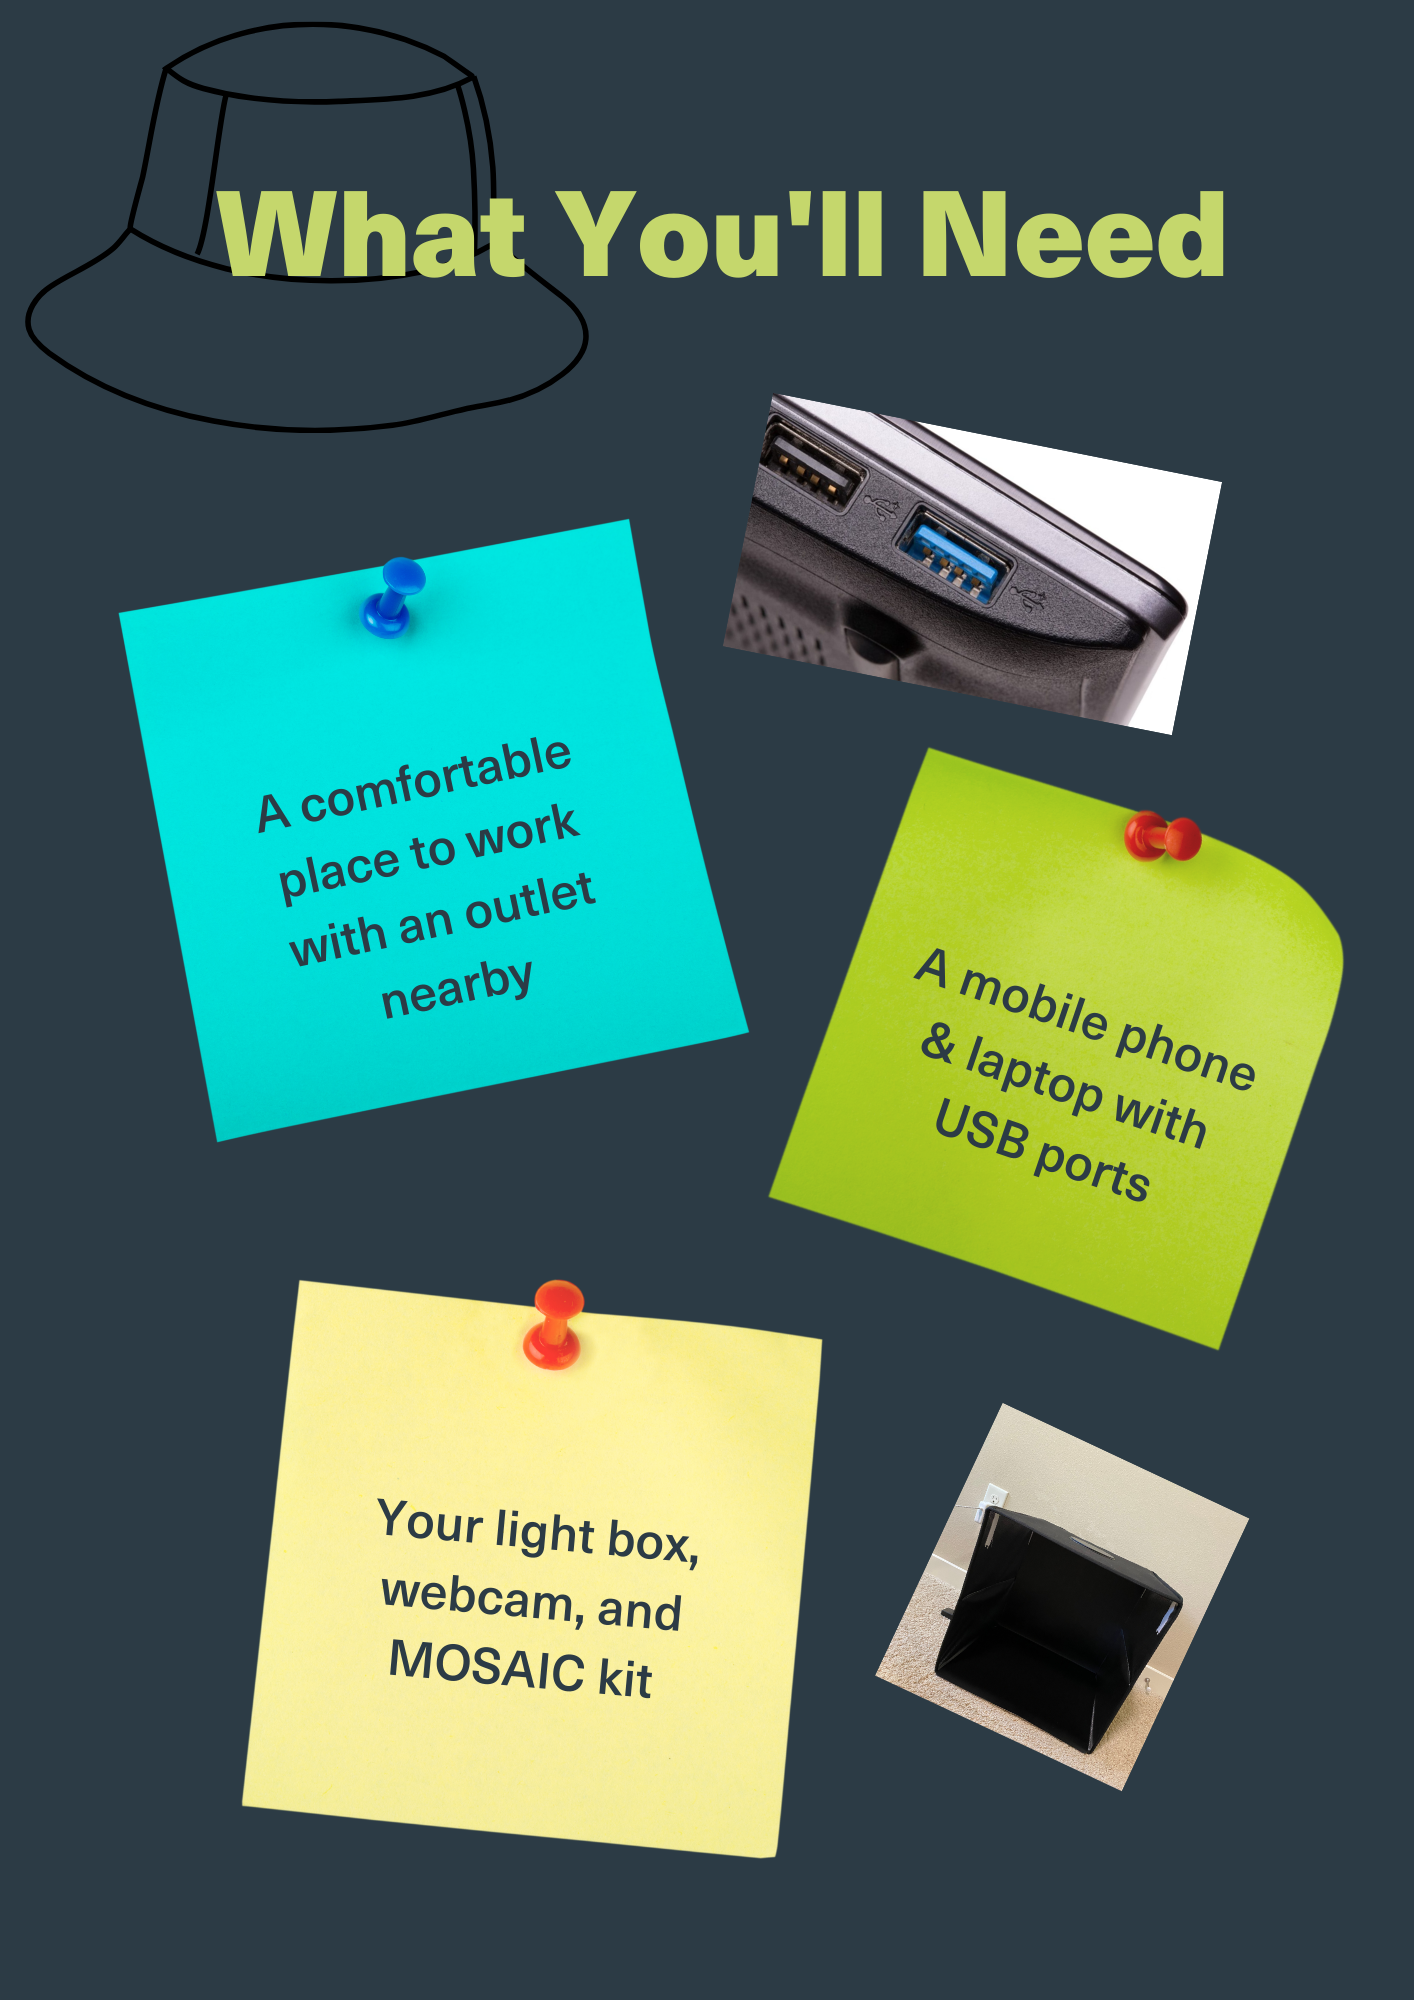 What You'll Need
A comfortable
place to work
with an outlet
nearby
A mobile phone
& laptop with
USB ports
Your light box,
webcam, and
MOSAIC kit